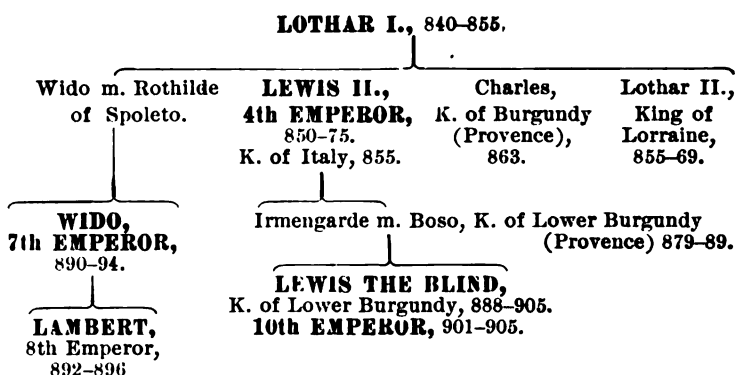 LOTHAR I., 840–855.
Wido m. Rothilde of Spoleto.
LEWIS II.,
4th EMPEROR,
850–75.
K. of Italy, 855.
Charles,
K. of Burgundy
(Provence),
863.
Lothar II.,
King of
Lorraine,
855–69.
WIDO,
7th EMPEROR,
890–94.
Irmengarde m. Boso, K. of Lower Burgundy
(Provence) 879–89.
LEWIS THE BLIND,
K. of Lower Burgundy, 888–905.
10th EMPEROR, 901–905.
LAMBERT,
8th Emperor,
892–896